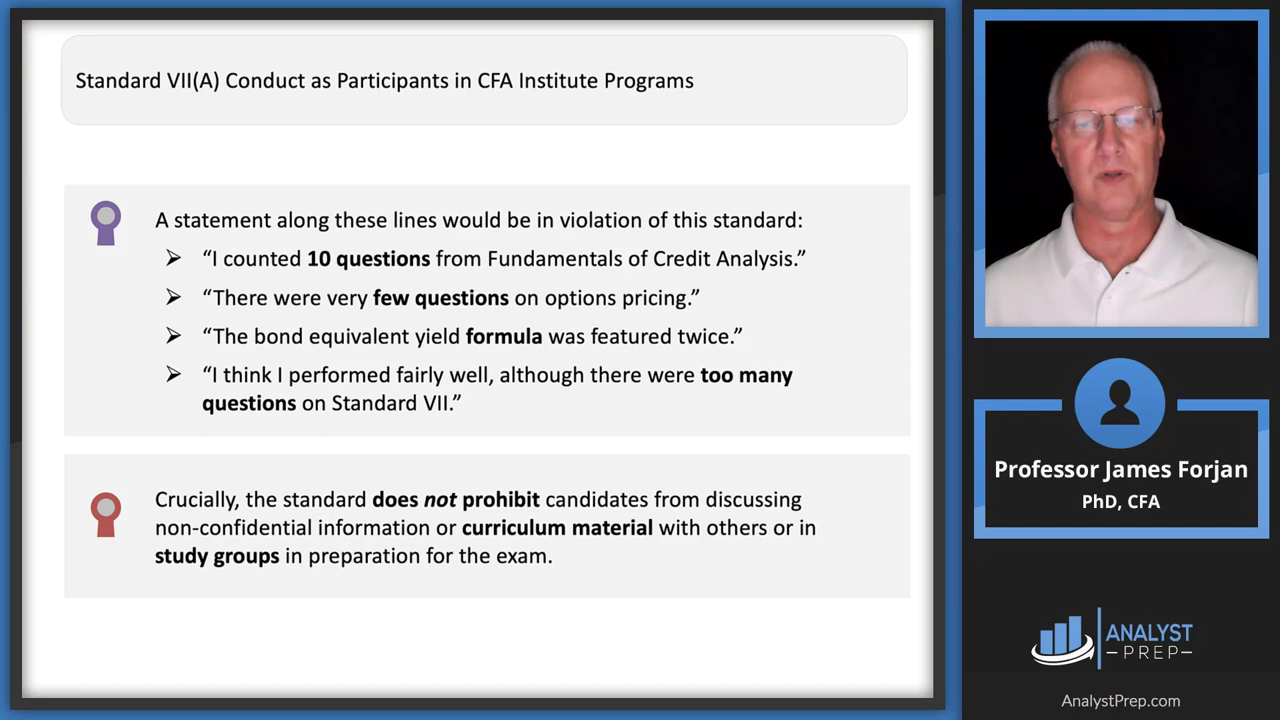 Standard VII(A) Conduct as Participants in CFA Institute Programs
A statement along these lines would be in violation of this standard:
➢ “I counted 10 questions from Fundamentals of Credit Analysis.”
➢ “There were very few questions on options pricing.”
➢ “The bond equivalent yield formula was featured twice.”
➢ “I think I performed fairly well, although there were too many
questions on Standard VII.”
Crucially, the standard does not prohibit candidates from discussing
non-confidential information or curriculum material with others or in
study groups in preparation for the exam.
Professor James Forjan
PhD, CFA
ANALYST
–PREP–
AnalystPrep.com